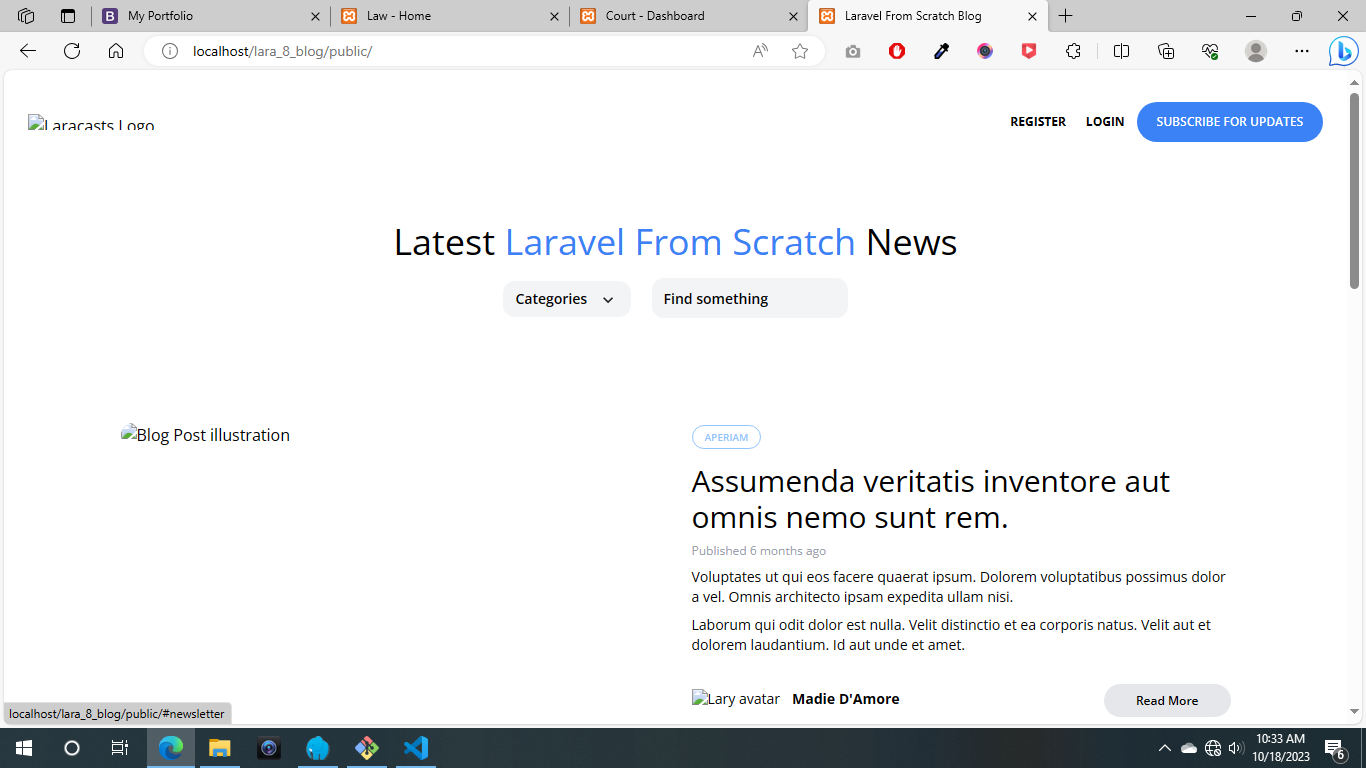 My Portfolio
Law - Home
Court - Dashboard
Laravel From Scratch Blog
localhost/lara_8_blog/public/
Laracasts Logo
REGISTER
LOGIN
SUBSCRIBE FOR UPDATES
Latest Laravel From Scratch News
Categories
Find something
Blog Post illustration
APERIAM
Assumenda veritatis inventore aut
omnis nemo sunt rem.
Published 6 months ago
Voluptates ut qui eos facere quaerat ipsum. Dolorem voluptatibus possimus dolor
a vel. Omnis architecto ipsam expedita ullam nisi.
Laborum qui odit dolor est nulla. Velit distinctio et ea corporis natus. Velit aut et
dolorem laudantium. Id aut unde et amet.
Lary avatar
Madie D'Amore
Read More
localhost/lara_8_blog/public/#newsletter
10:33 AM
10/18/2023
6